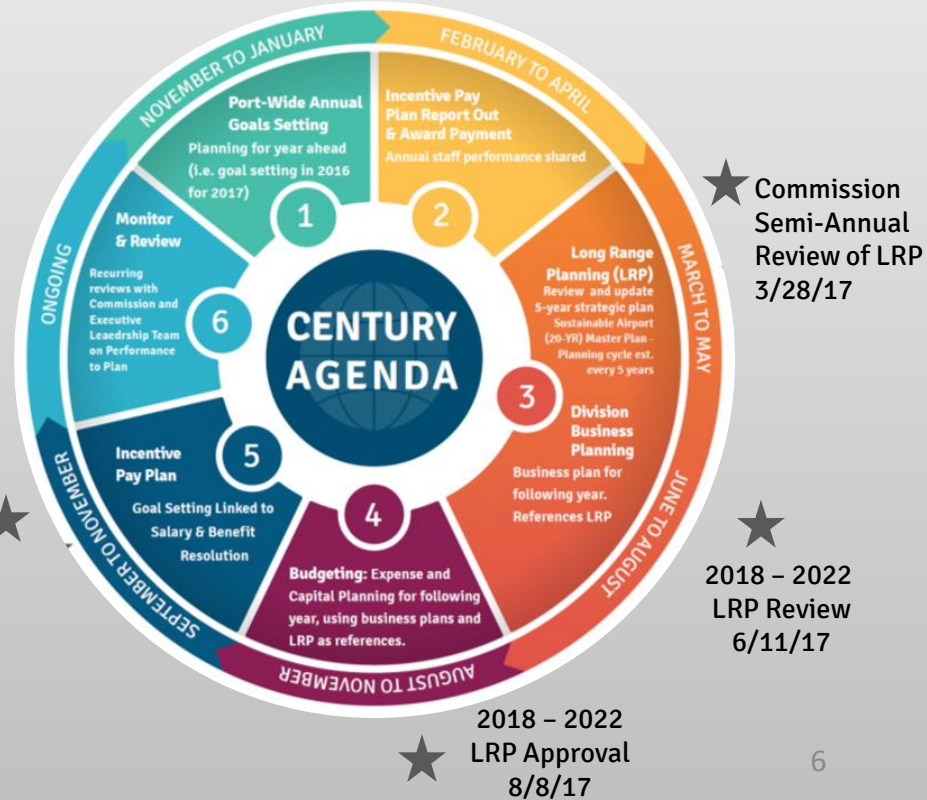 NOVEMBER TO JANUARY
FEBRUARY TO APRIL
MARCH TO MAY
JUNE TO AUGUST
AUGUST TO NOVEMBER
SEPTEMBER TO NOVEMBER
ONGOING
CENTURY
AGENDA
Port-Wide Annual
Goals Setting
Planning for year ahead
(i.e. goal setting in 2016
for 2017)
1
Incentive Pay
Plan Report Out
& Award Payment
Annual staff performance shared
2
Long Range
Planning (LRP)
Review and update
5-year strategic plan
Sustainable Airport
(20-YR) Master Plan -
Planning cycle est.
every 5 years
3
Division
Business
Planning
Business plan for
following year.
References LRP
4
Budgeting: Expense and
Capital Planning for following
year, using business plans and
LRP as references.
5
Incentive
Pay Plan
Goal Setting Linked to
Salary & Benefit
Resolution
6
Monitor
& Review
Recurring
reviews with
Commission and
Executive
Leaedrship Team
on Performance
to Plan
Commission
Semi-Annual
Review of LRP
3/28/17
2018 – 2022
LRP Review
6/11/17
2018 – 2022
LRP Approval
8/8/17
6